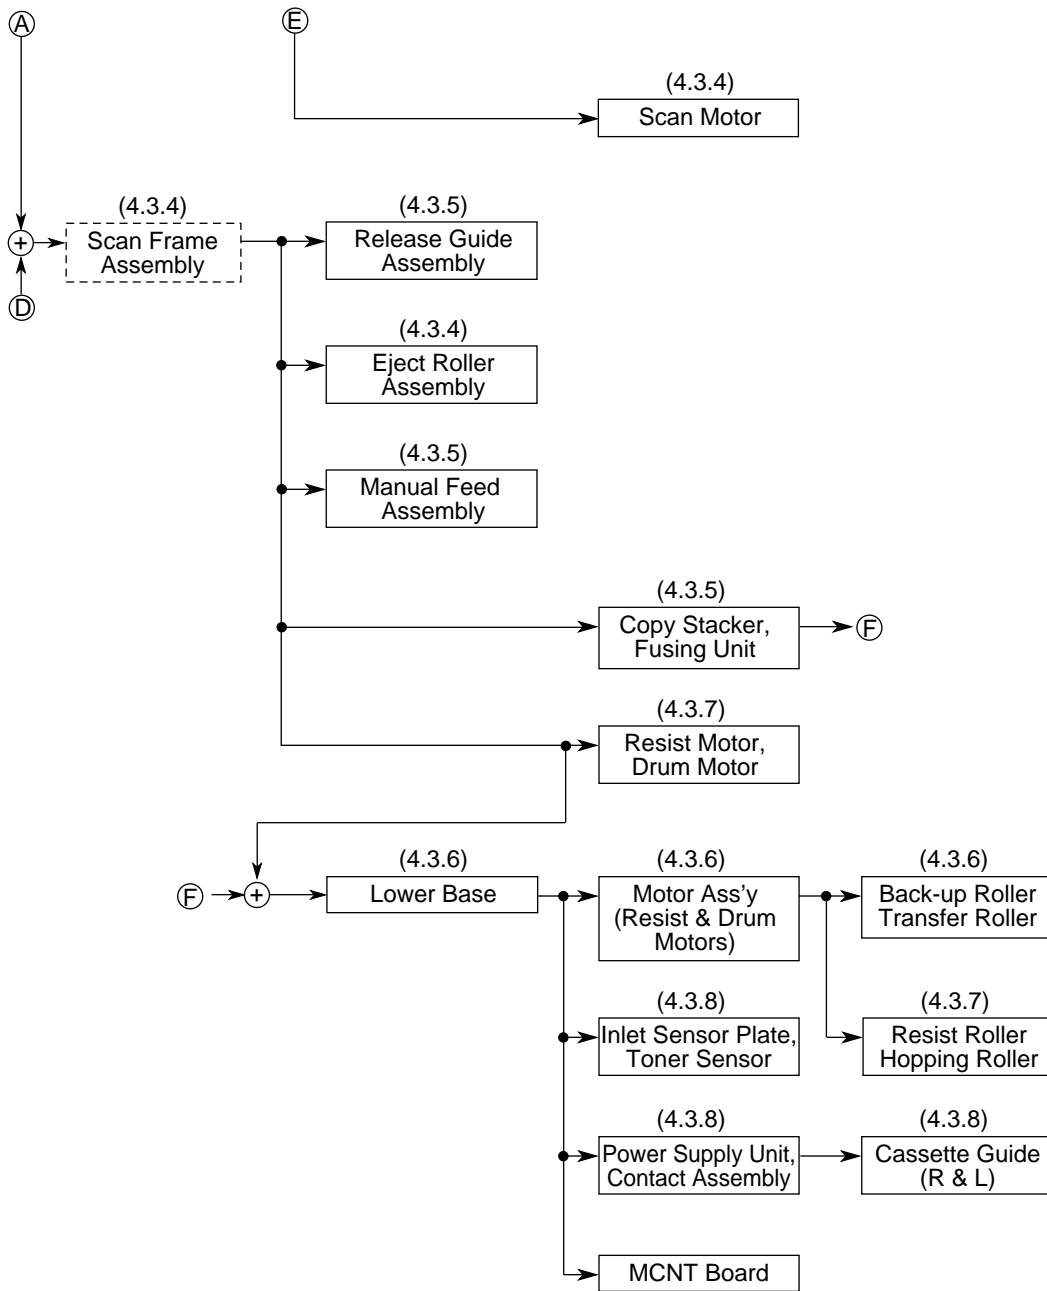 A
E
(4.3.4)
Scan Motor
(4.3.4)
Scan Frame
Assembly
+
D
(4.3.5)
Release Guide
Assembly
(4.3.4)
Eject Roller
Assembly
(4.3.5)
Manual Feed
Assembly
(4.3.5)
Copy Stacker,
Fusing Unit
F
(4.3.7)
Resist Motor,
Drum Motor
F
+
(4.3.6)
Lower Base
(4.3.6)
Motor Ass'y
(Resist & Drum
Motors)
(4.3.6)
Back-up Roller
Transfer Roller
(4.3.8)
Inlet Sensor Plate,
Toner Sensor
(4.3.7)
Resist Roller
Hopping Roller
(4.3.8)
Power Supply Unit,
Contact Assembly
(4.3.8)
Cassette Guide
(R & L)
MCNT Board